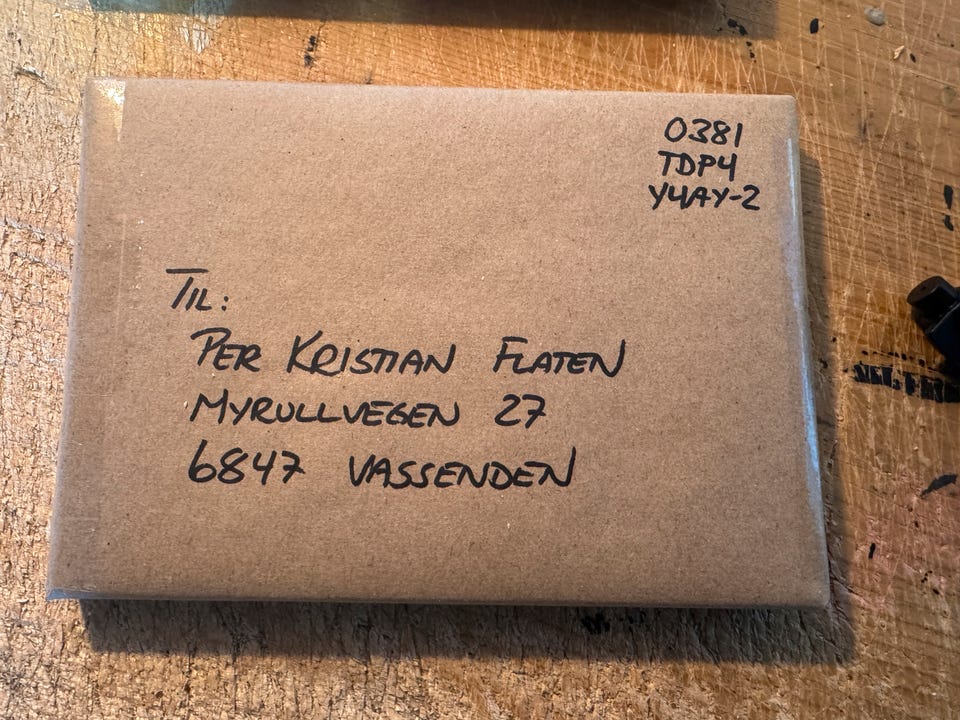 0381
TDP4
Y4AY-2
TIL:
PER KRISTIAN FLATEN
MYRULLVEGEN 27
6847 VASSENDEN